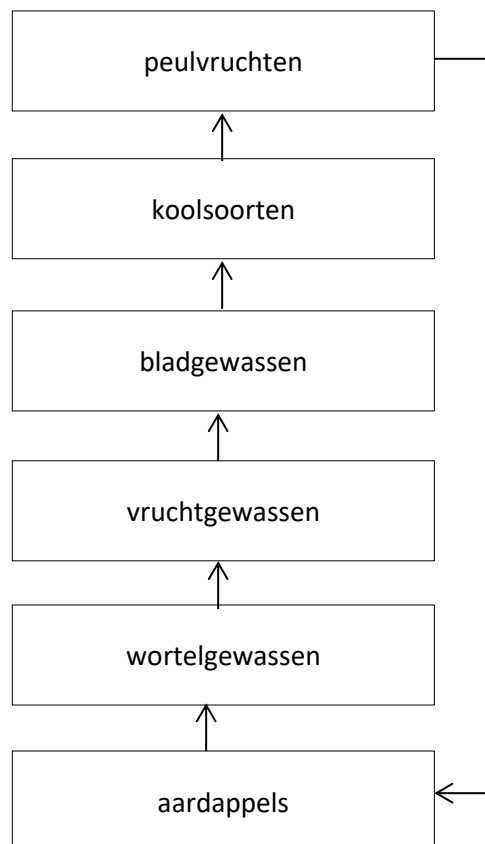 peulvruchten
koolsoorten
bladgewassen
vruchtgewassen
wortelgewassen
aardappels